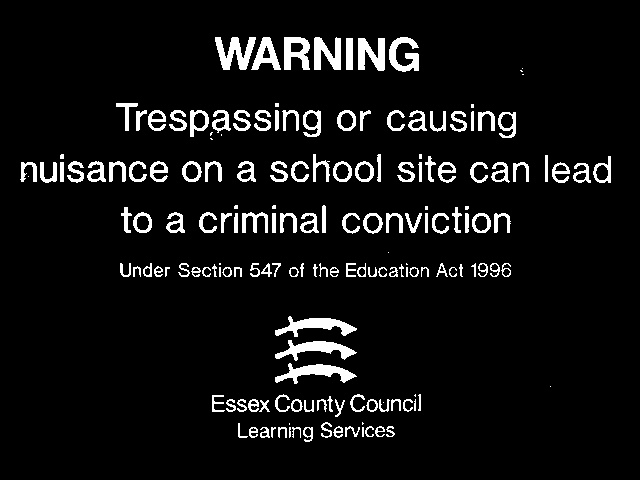 WARNING
Trespassing or causing
nuisance on a school site can lead
to a criminal conviction
Under Section 547 of the Education Act 1996
Essex County Council
Learning Services